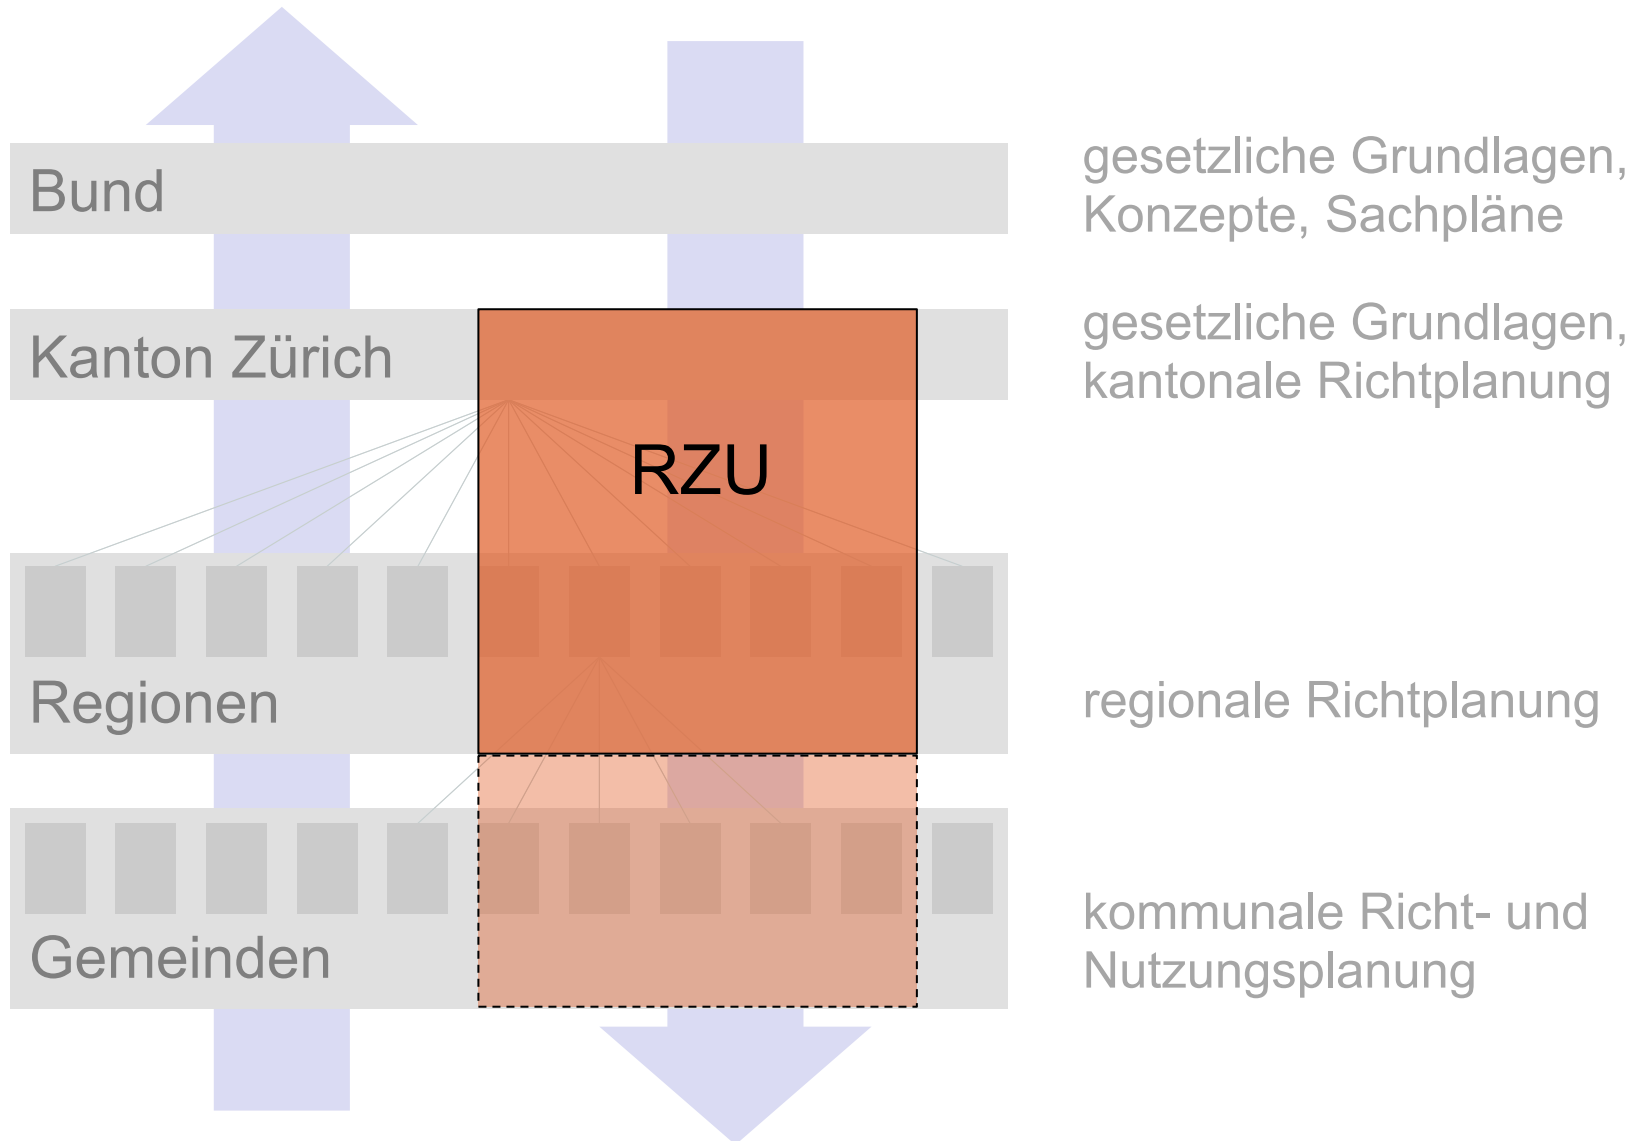 Bund
gesetzliche Grundlagen,
Konzepte, Sachpläne
Kanton Zürich
gesetzliche Grundlagen,
kantonale Richtplanung
RZU
Regionen
regionale Richtplanung
Gemeinden
kommunale Richt- und
Nutzungsplanung